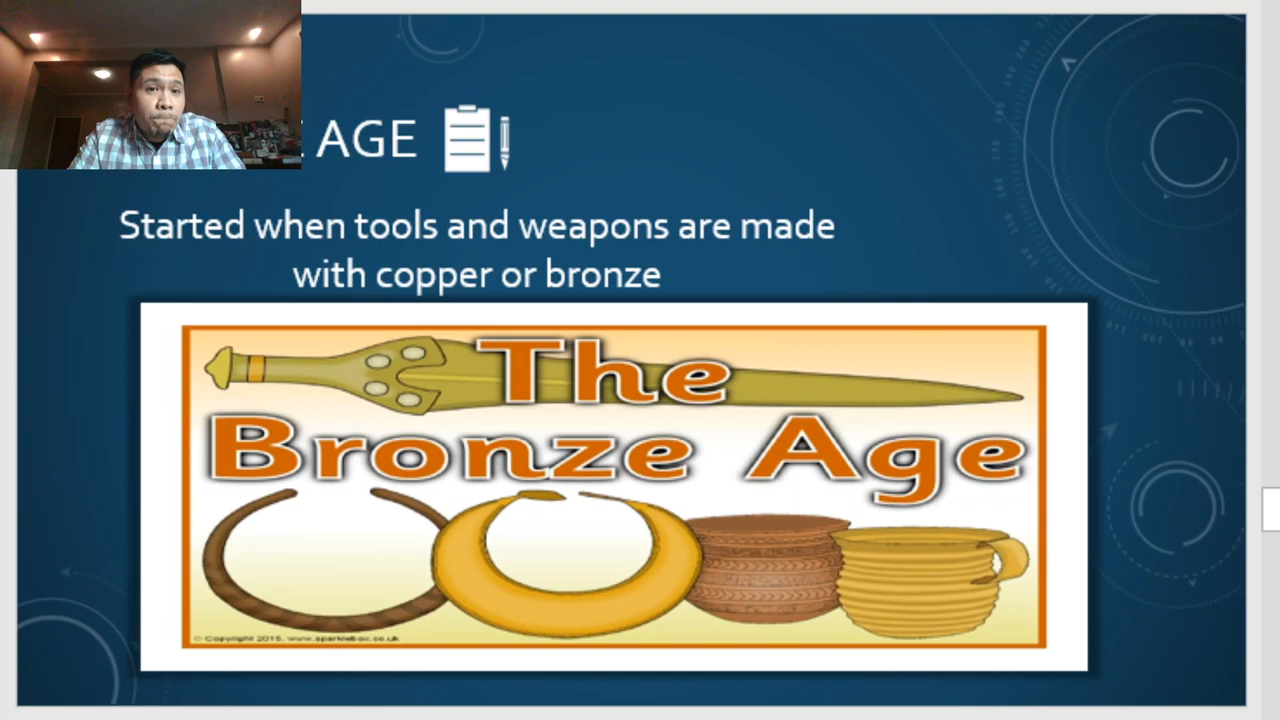 AGE
Started when tools and weapons are made
with copper or bronze
The
Bronze Age
© Copyright 2015, www.sparklebox.co.uk